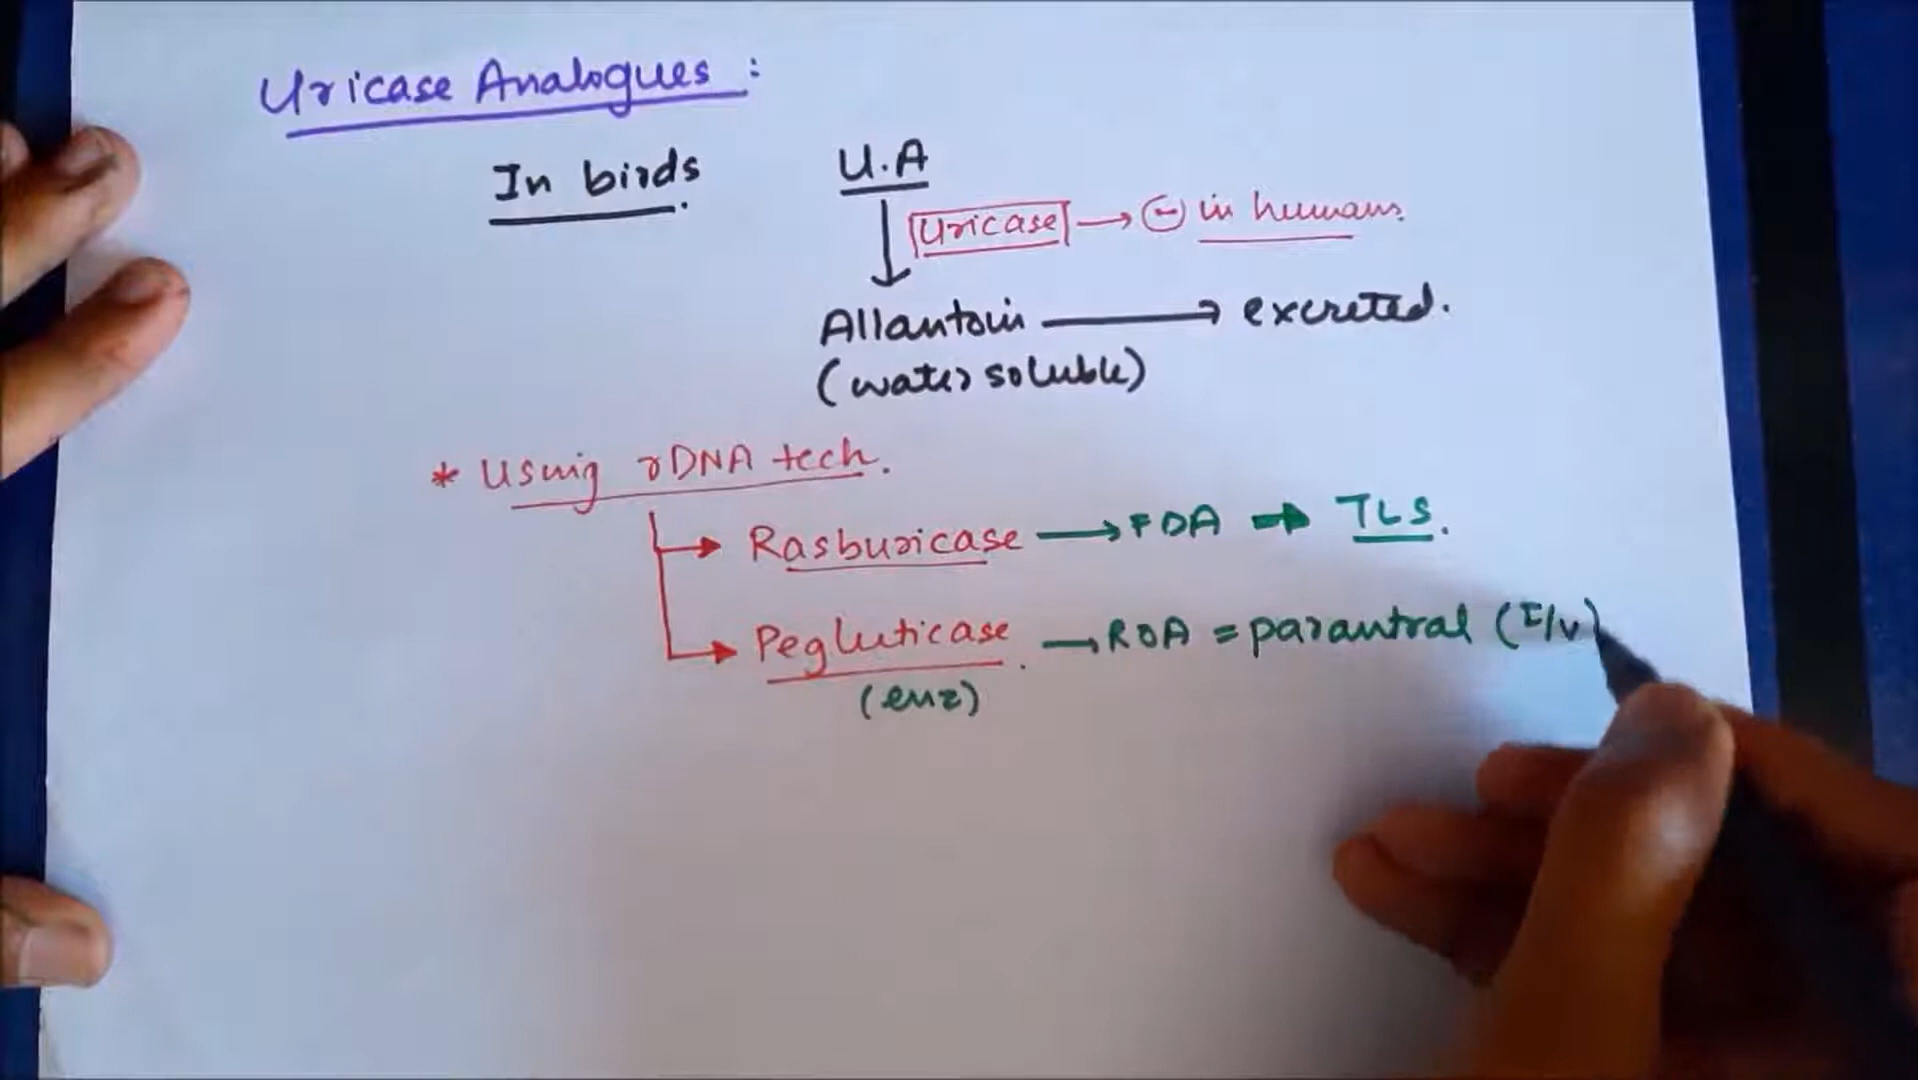 Uricase Analogues :
In birds.
U.A
Uricase → (-) in humans.
Allantoin → excreted.
(water soluble)
* Using rDNA tech.
→ Rasburicase → FDA → TLS.
→ Pegluticase. → ROA = parantral (I/v)
(enz)